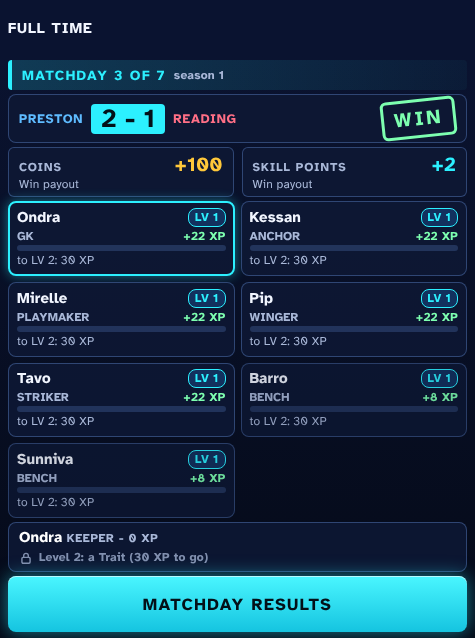 FULL TIME
MATCHDAY 3 OF 7 season 1
PRESTON 2 - 1 READING WIN
COINS +100
Win payout
SKILL POINTS +2
Win payout
Ondra LV 1
GK +22 XP
to LV 2: 30 XP
Kessan LV 1
ANCHOR +22 XP
to LV 2: 30 XP
Mirelle LV 1
PLAYMAKER +22 XP
to LV 2: 30 XP
Pip LV 1
WINGER +22 XP
to LV 2: 30 XP
Tavo LV 1
STRIKER +22 XP
to LV 2: 30 XP
Barro LV 1
BENCH +8 XP
to LV 2: 30 XP
Sunniva LV 1
BENCH +8 XP
to LV 2: 30 XP
Ondra KEEPER - 0 XP
Level 2: a Trait (30 XP to go)
MATCHDAY RESULTS